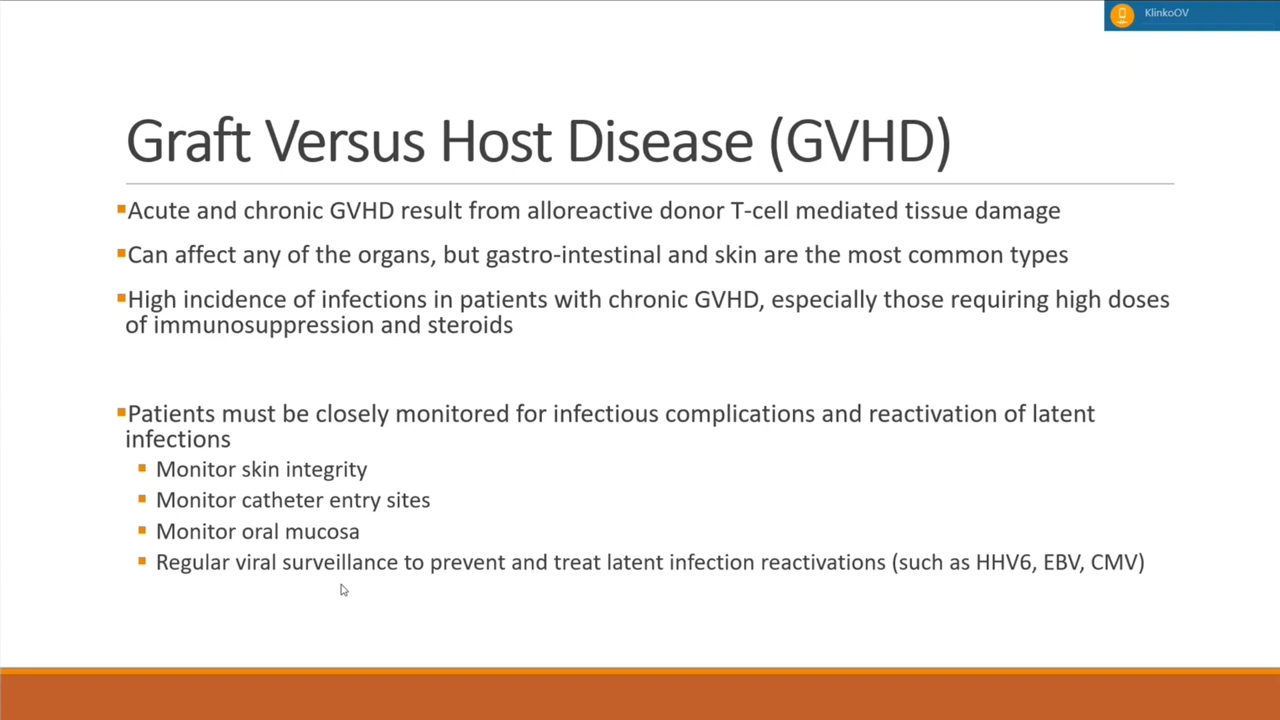 KlinkoOV
Graft Versus Host Disease (GVHD)
Acute and chronic GVHD result from alloreactive donor T-cell mediated tissue damage
Can affect any of the organs, but gastro-intestinal and skin are the most common types
High incidence of infections in patients with chronic GVHD, especially those requiring high doses
of immunosuppression and steroids
Patients must be closely monitored for infectious complications and reactivation of latent
infections
Monitor skin integrity
Monitor catheter entry sites
Monitor oral mucosa
Regular viral surveillance to prevent and treat latent infection reactivations (such as HHV6, EBV, CMV)